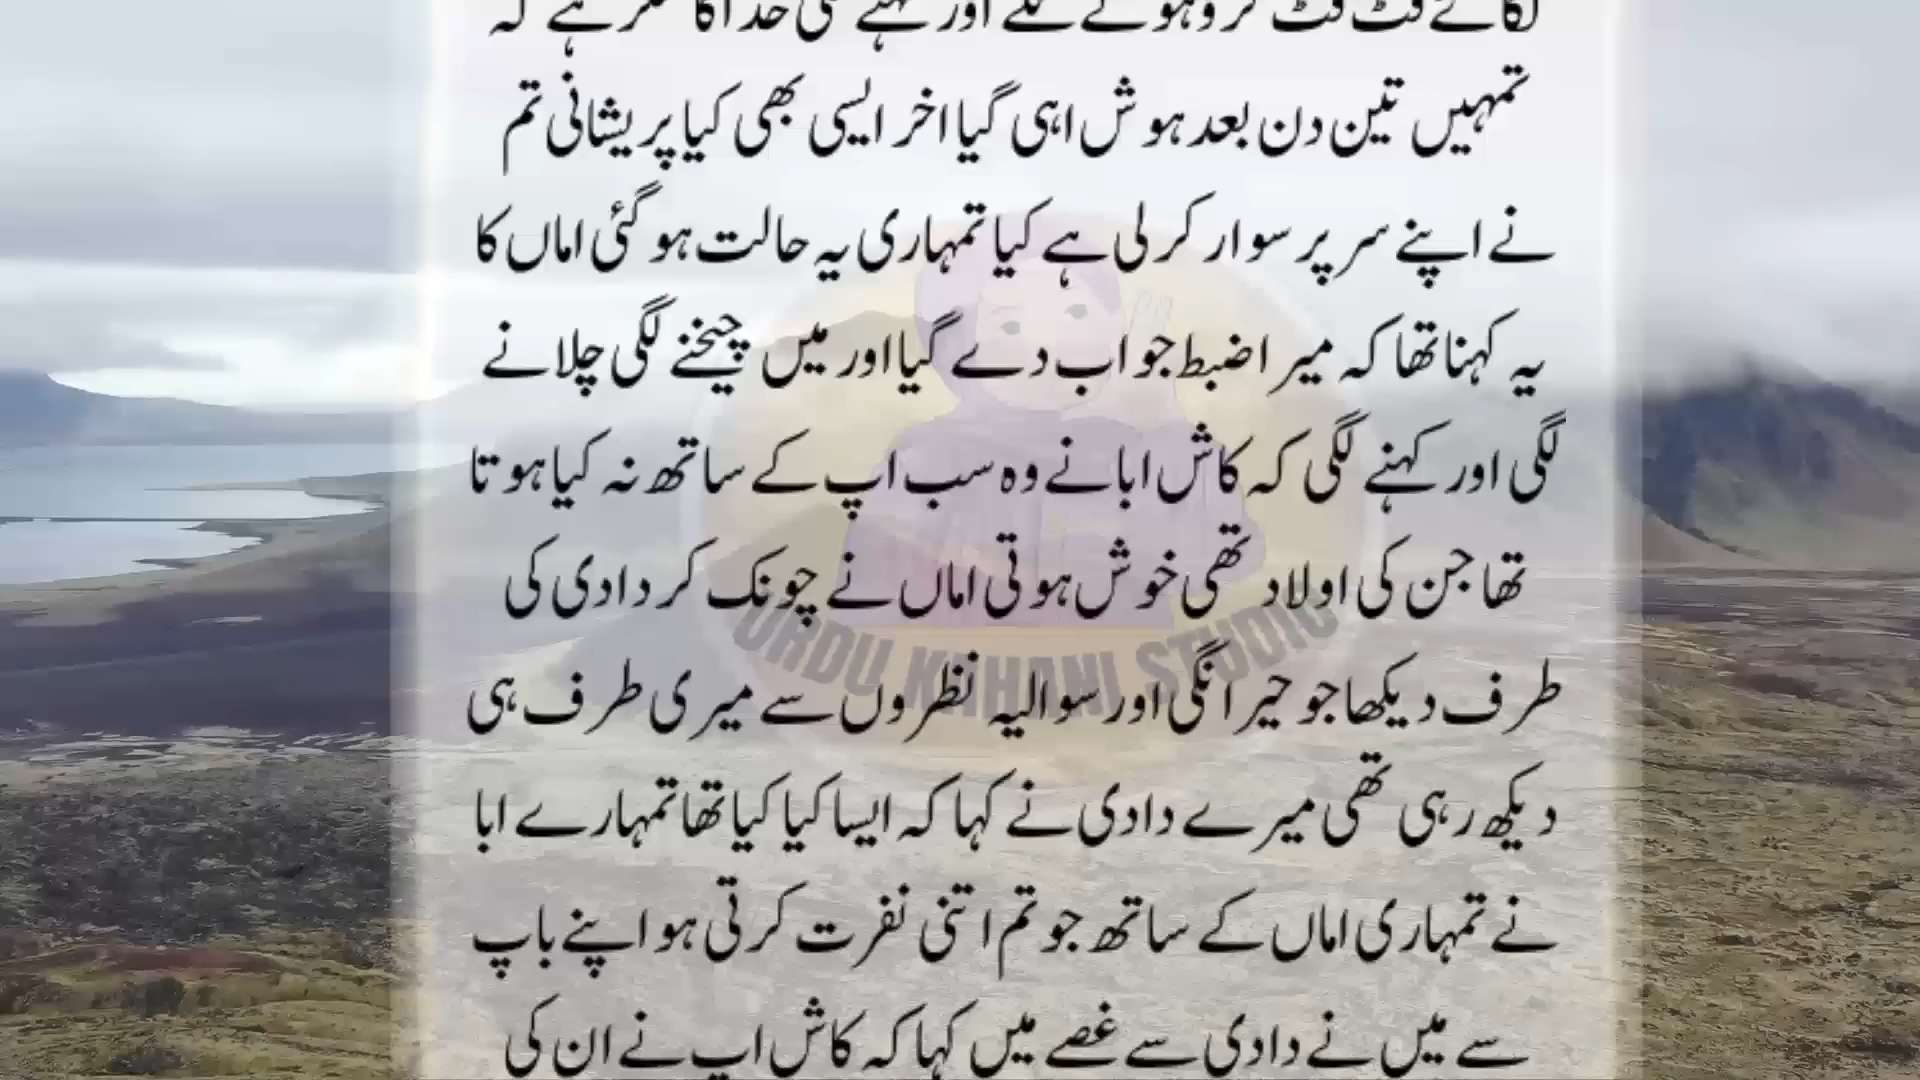 تمہیں تین دن بعد ہوش اہی گیا اخر ایسی بھی کیا پریشانی تم
نے اپنے سر پر سوار کر لی ہے کیا تمہاری یہ حالت ہو گئی اماں کا
یہ کہنا تھا کہ میرا ضبط جواب دے گیا اور میں چیخنے لگی چلانے
لگی اور کہنے لگی کہ کاش ابا نے وہ سب اپ کے ساتھ نہ کیا ہوتا
تھا جن کی اولاد تھی خوش ہوتی اماں نے چونک کر دادی کی
طرف دیکھا جو حیرانگی اور سوالیہ نظروں سے میری طرف ہی
دیکھ رہی تھی میرے دادی نے کہا کہ ایسا کیا کیا تھا تمہارے ابا
نے تمہاری اماں کے ساتھ جو تم اتنی نفرت کرتی ہو اپنے باپ
سے میں نے دادی سے غصے میں کہا کہ کاش اپ نے ان کی
URDU KAHANI STUDIO